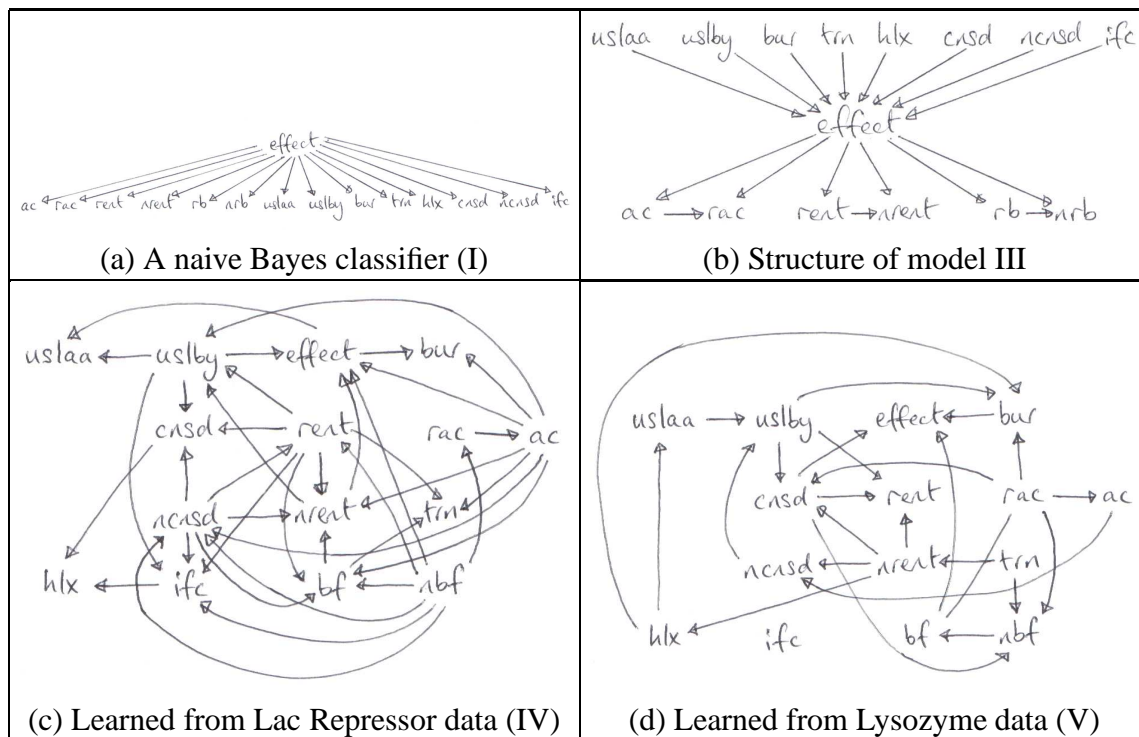 effect
ac rac rent nrent rb nrb uslaa uslby bur trn hlx cnsd ncnsd ifc
(a) A naive Bayes classifier (I)
uslaa uslby bur trn hlx cnsd ncnsd ifc
effect
ac rac rent nrent rb nrb
(b) Structure of model III
uslaa uslby effect bur
cnsd rent rac ac
ncnsd nrent trn
hlx ifc bf nbf
(c) Learned from Lac Repressor data (IV)
uslaa uslby effect bur
cnsd rent rac ac
ncnsd nrent trn
hlx ifc bf nbf
(d) Learned from Lysozyme data (V)